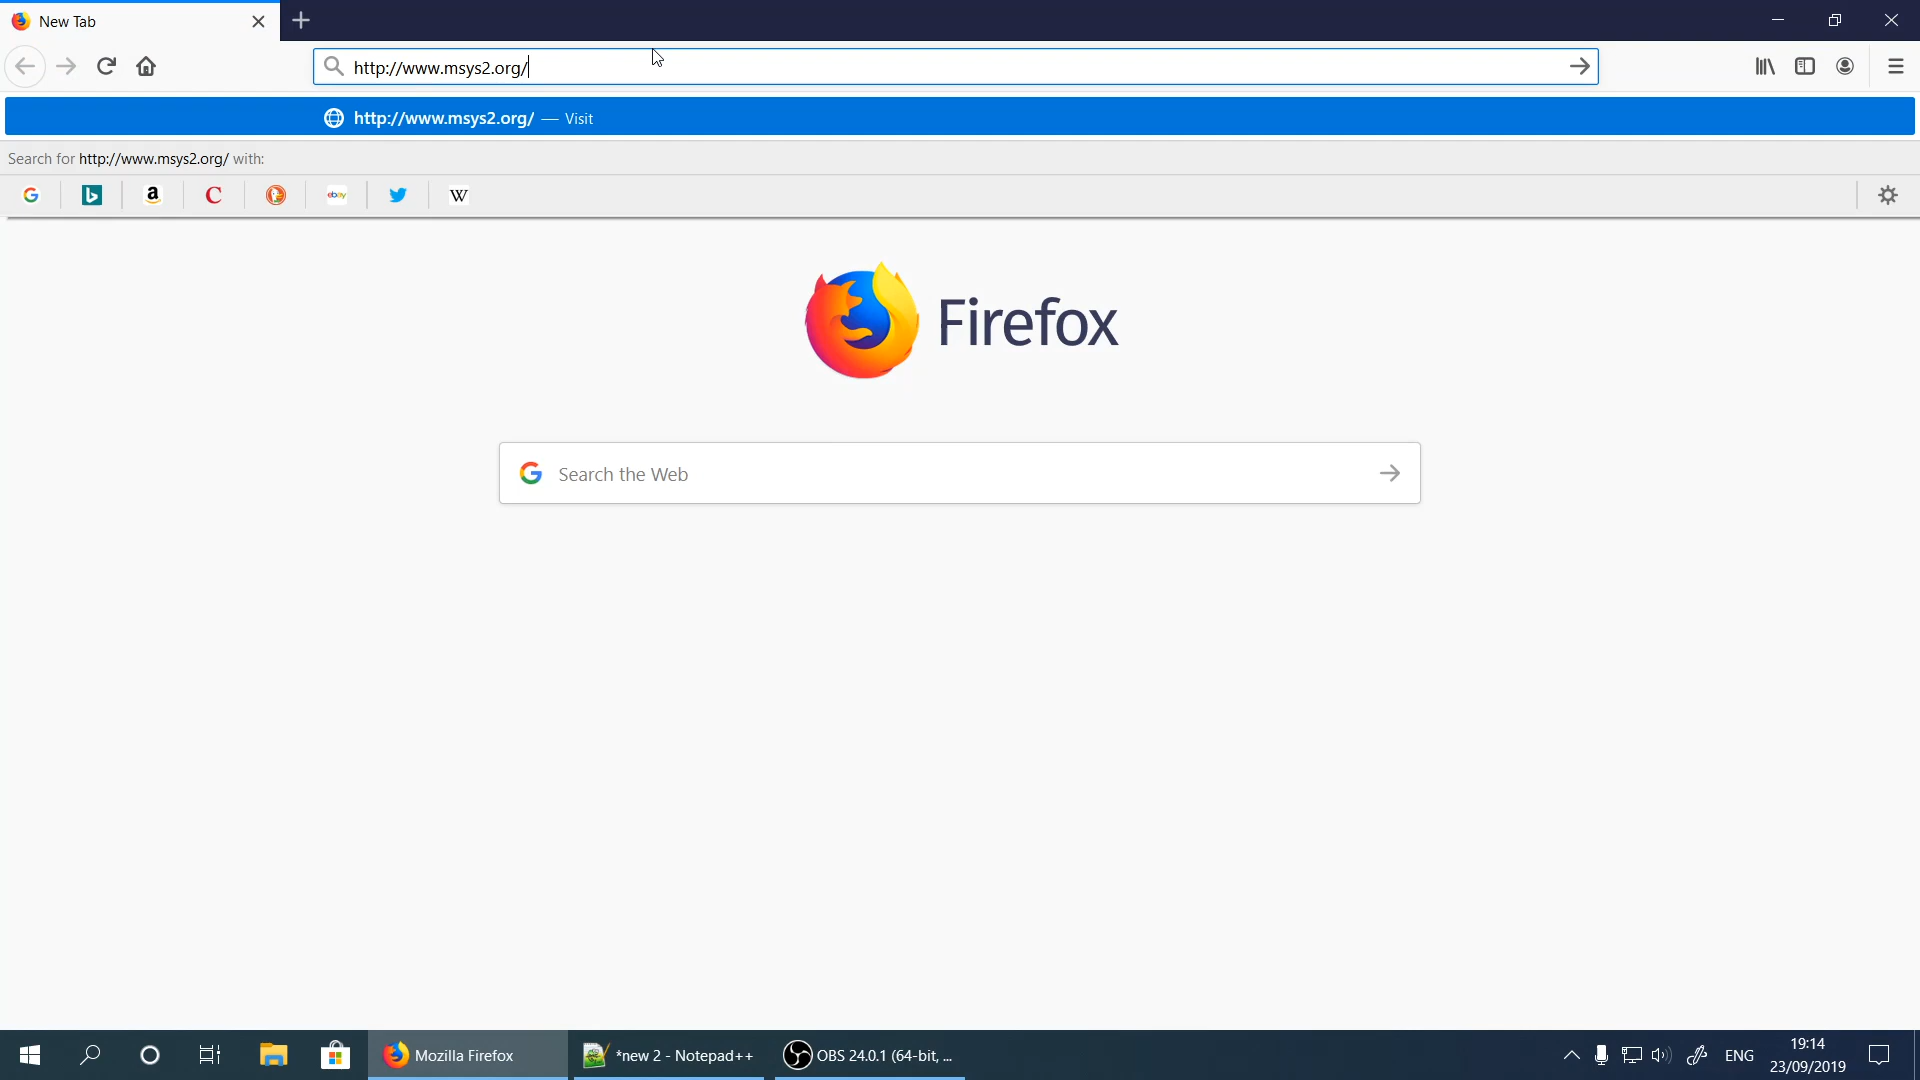 New Tab
http://www.msys2.org/
http://www.msys2.org/ — Visit
Search for http://www.msys2.org/ with:
G b a C ebay W
Firefox
G Search the Web
Mozilla Firefox
*new 2 - Notepad++
OBS 24.0.1 (64-bit, ...
ENG
19:14
23/09/2019